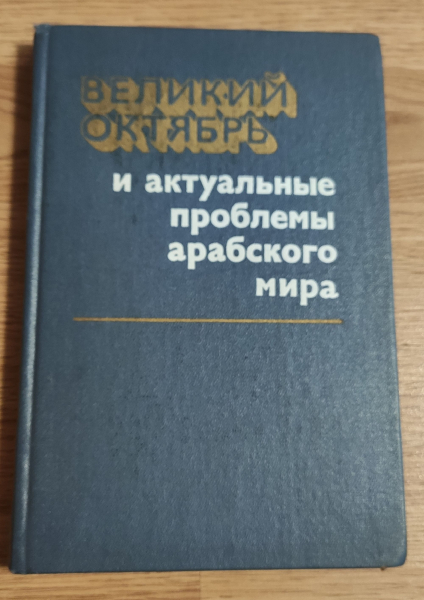 ВЕЛИКИЙ
ОКТЯБРЬ
и актуальные
проблемы
арабского
мира